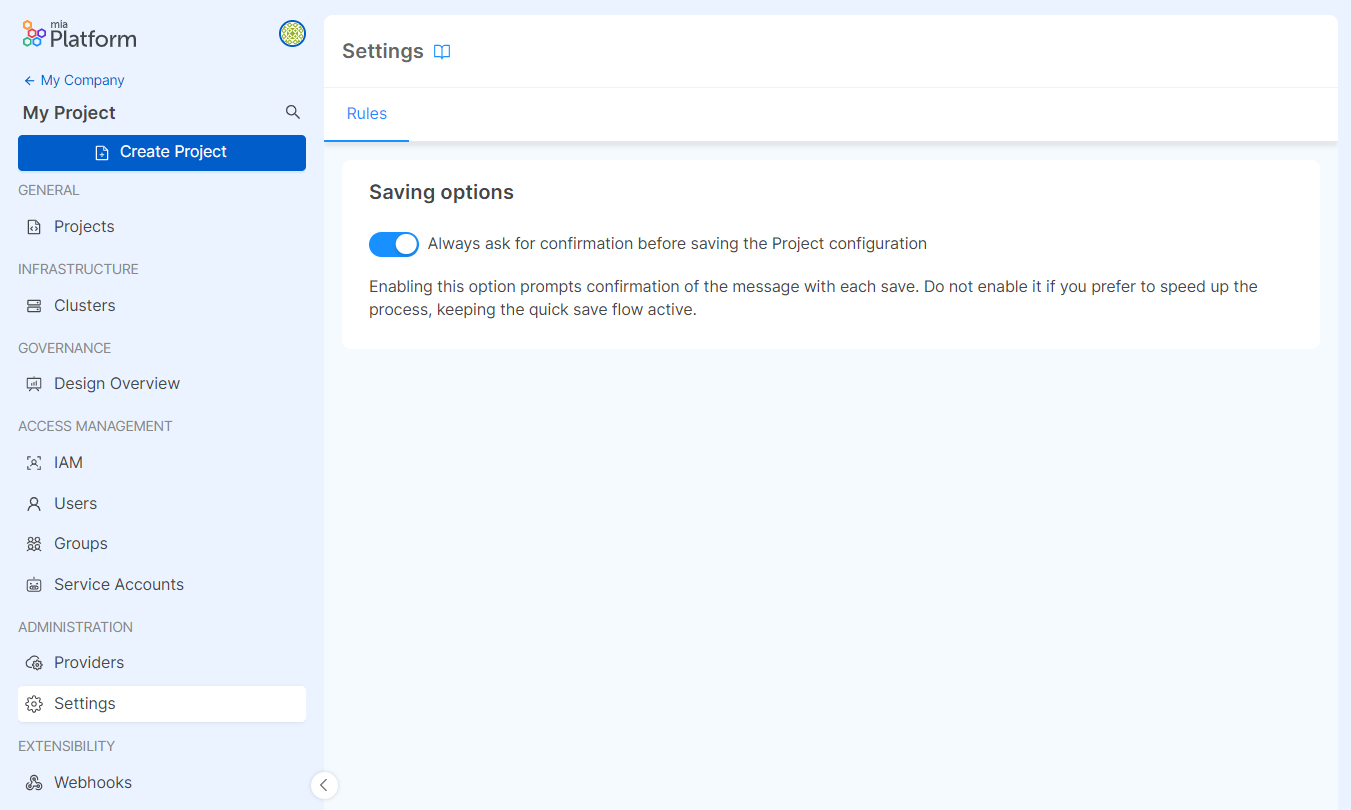 mia
Platform
My Company
My Project
Create Project
GENERAL
Projects
INFRASTRUCTURE
Clusters
GOVERNANCE
Design Overview
ACCESS MANAGEMENT
IAM
Users
Groups
Service Accounts
ADMINISTRATION
Providers
Settings
EXTENSIBILITY
Webhooks
Settings
Rules
Saving options
Always ask for confirmation before saving the Project configuration
Enabling this option prompts confirmation of the message with each save. Do not enable it if you prefer to speed up the
process, keeping the quick save flow active.